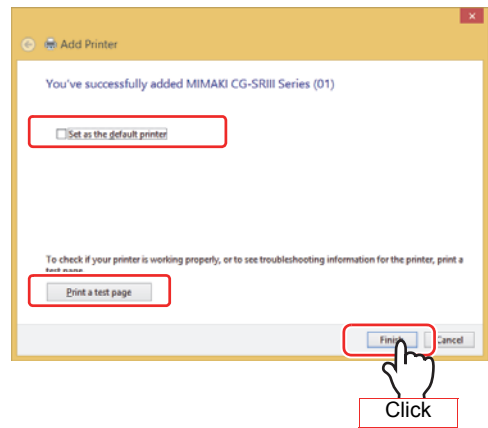 Add Printer
You've successfully added MIMAKI CG-SRIII Series (01)
Set as the default printer
To check if your printer is working properly, or to see troubleshooting information for the printer, print a
test page
Print a test page
Finish Cancel
Click